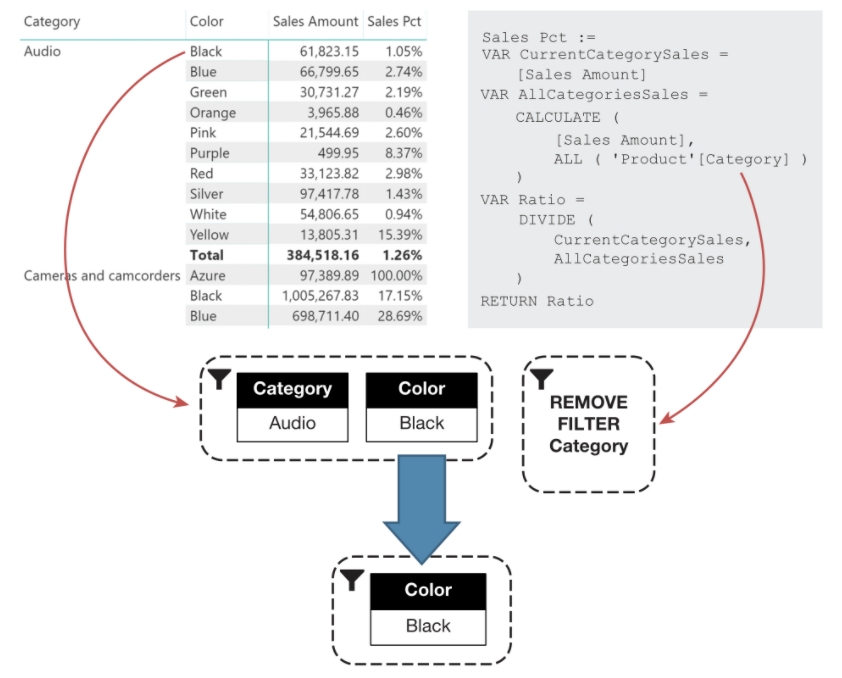 Category Color Sales Amount Sales Pct
Audio Black 61,823.15 1.05%
Blue 66,799.65 2.74%
Green 30,731.27 2.19%
Orange 3,965.88 0.46%
Pink 21,544.69 2.60%
Purple 499.95 8.37%
Red 33,123.82 2.98%
Silver 97,417.78 1.43%
White 54,806.65 0.94%
Yellow 13,805.31 15.39%
Total 384,518.16 1.26%
Cameras and camcorders Azure 97,389.89 100.00%
Black 1,005,267.83 17.15%
Blue 698,711.40 28.69%
Sales Pct :=
VAR CurrentCategorySales =
[Sales Amount]
VAR AllCategoriesSales =
CALCULATE (
[Sales Amount],
ALL ( 'Product'[Category] )
)
VAR Ratio =
DIVIDE (
CurrentCategorySales,
AllCategoriesSales
)
RETURN Ratio
Category Color
Audio Black
REMOVE
FILTER
Category
Color
Black